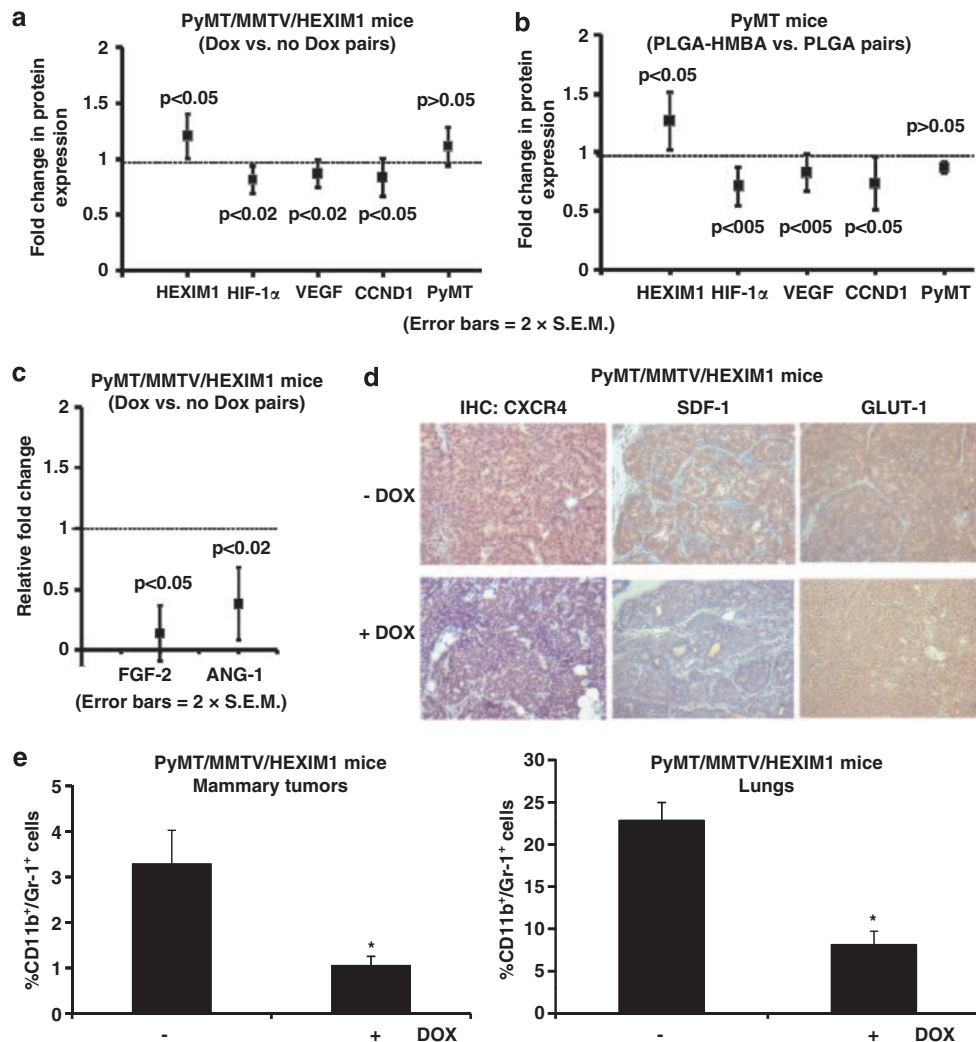 a
PyMT/MMTV/HEXIM1 mice
(Dox vs. no Dox pairs)
Fold change in protein
expression
2
1.5
1
0.5
0
p<0.05
p<0.02
p<0.02
p<0.05
p>0.05
HEXIM1
HIF-1α
VEGF
CCND1
PyMT
b
PyMT mice
(PLGA-HMBA vs. PLGA pairs)
Fold change in protein
expression
2
1.5
1
0.5
0
p<0.05
p<005
p<005
p<0.05
p>0.05
HEXIM1
HIF-1α
VEGF
CCND1
PyMT
(Error bars = 2 × S.E.M.)
c
PyMT/MMTV/HEXIM1 mice
(Dox vs. no Dox pairs)
Relative fold change
2
1.5
1
0.5
0
p<0.05
p<0.02
FGF-2
ANG-1
(Error bars = 2 × S.E.M.)
d
PyMT/MMTV/HEXIM1 mice
IHC: CXCR4
SDF-1
GLUT-1
- DOX
+ DOX
e
PyMT/MMTV/HEXIM1 mice
Mammary tumors
%CD11b⁺/Gr-1⁺ cells
5
4
3
2
1
0
*
-
+
DOX
PyMT/MMTV/HEXIM1 mice
Lungs
%CD11b⁺/Gr-1⁺ cells
30
25
20
15
10
5
0
*
-
+
DOX